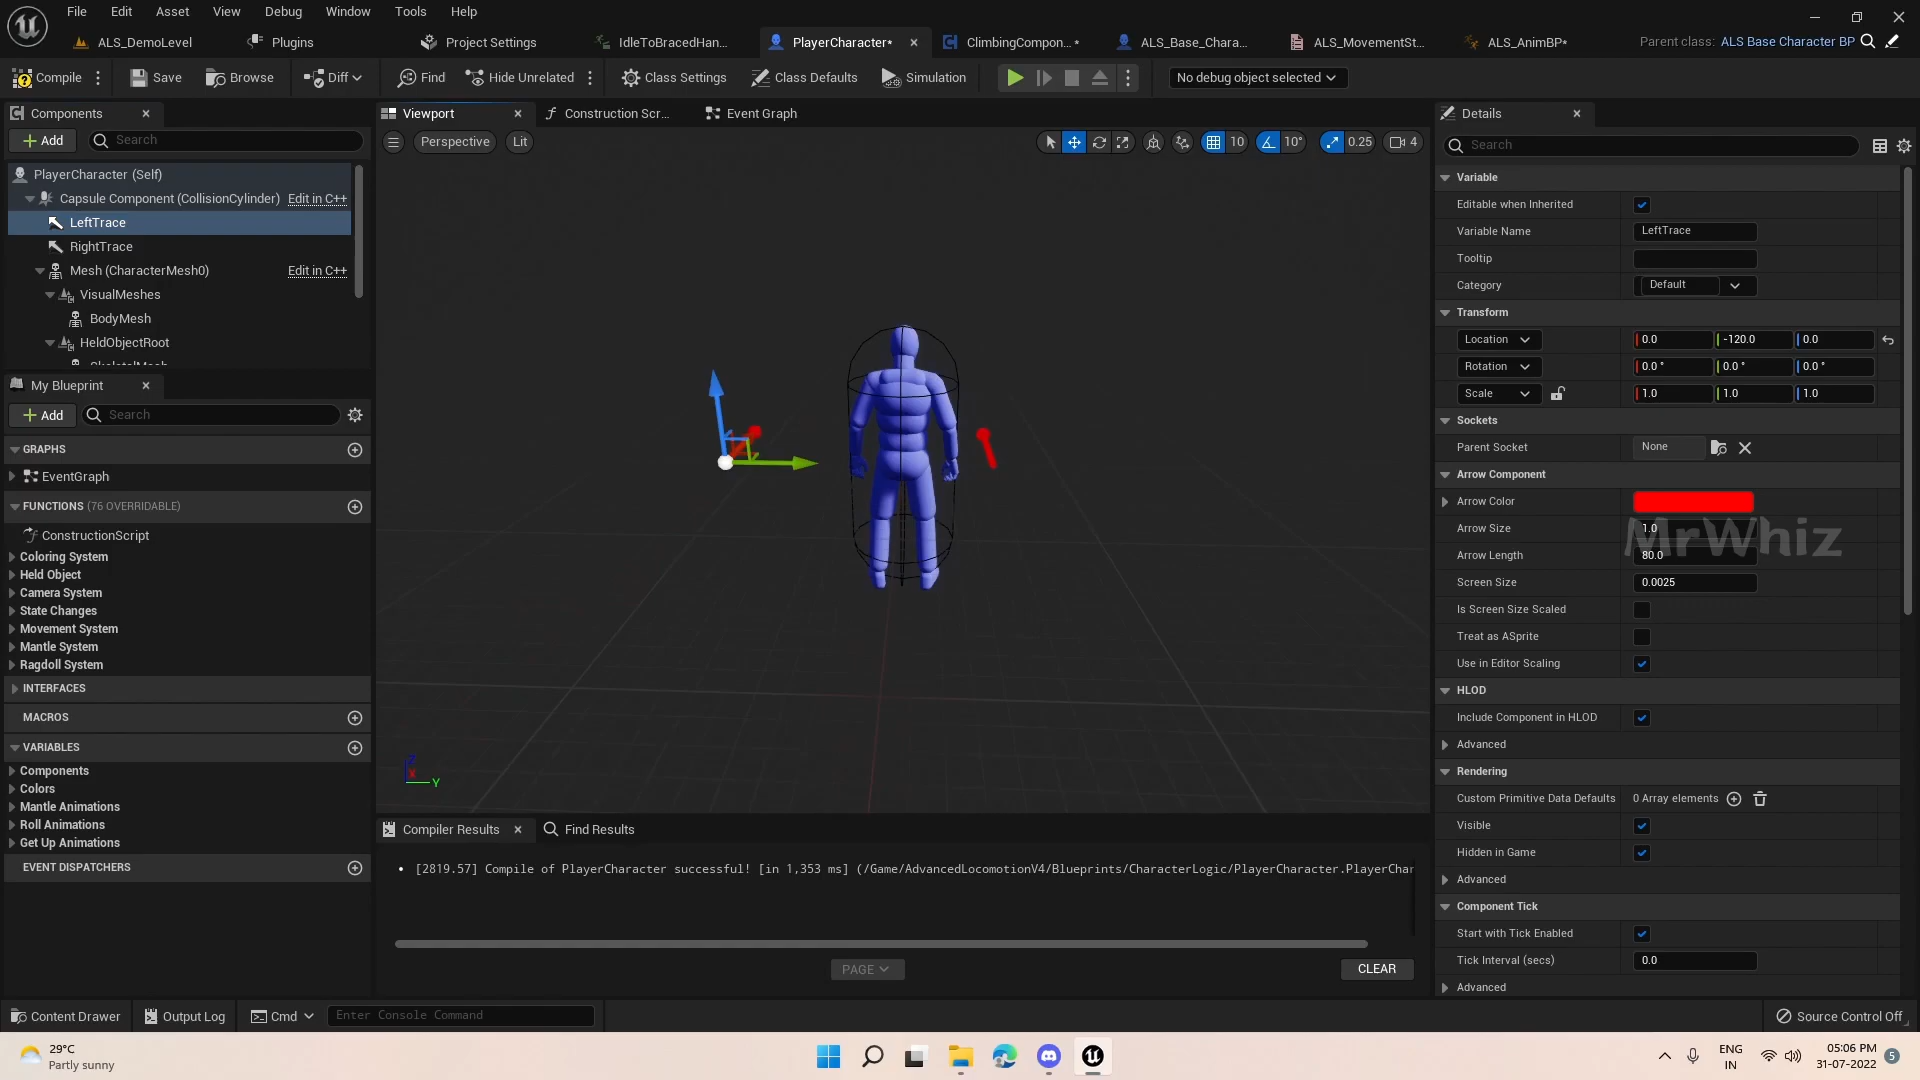 File Edit Asset View Debug Window Tools Help
ALS_DemoLevel Plugins Project Settings IdleToBracedHan... PlayerCharacter* ClimbingCompon...* ALS_Base_Chara... ALS_MovementSt... ALS_AnimBP* Parent class: ALS Base Character BP
Compile Save Browse Diff Find Hide Unrelated Class Settings Class Defaults Simulation No debug object selected
Components
Add Search
PlayerCharacter (Self)
Capsule Component (CollisionCylinder) Edit in C++
LeftTrace
RightTrace
Mesh (CharacterMesh0) Edit in C++
VisualMeshes
BodyMesh
HeldObjectRoot
My Blueprint
Add Search
GRAPHS
EventGraph
FUNCTIONS (76 OVERRIDABLE)
ConstructionScript
Coloring System
Held Object
Camera System
State Changes
Movement System
Mantle System
Ragdoll System
INTERFACES
MACROS
VARIABLES
Components
Colors
Mantle Animations
Roll Animations
Get Up Animations
EVENT DISPATCHERS
Viewport Construction Scr... Event Graph
Perspective Lit 10 10° 0.25 4
Z
X
Y
Compiler Results Find Results
[2819.57] Compile of PlayerCharacter successful! [in 1,353 ms] (/Game/AdvancedLocomotionV4/Blueprints/CharacterLogic/PlayerCharacter.PlayerChar
PAGE CLEAR
Details
Search
Variable
Editable when Inherited
Variable Name LeftTrace
Tooltip
Category Default
Transform
Location 0.0 -120.0 0.0
Rotation 0.0 ° 0.0 ° 0.0 °
Scale 1.0 1.0 1.0
Sockets
Parent Socket None
Arrow Component
Arrow Color
Arrow Size 1.0
MrWhiz
Arrow Length 80.0
Screen Size 0.0025
Is Screen Size Scaled
Treat as ASprite
Use in Editor Scaling
HLOD
Include Component in HLOD
Advanced
Rendering
Custom Primitive Data Defaults 0 Array elements
Visible
Hidden in Game
Advanced
Component Tick
Start with Tick Enabled
Tick Interval (secs) 0.0
Advanced
Content Drawer Output Log Cmd Enter Console Command Source Control Off
29°C
Partly sunny
ENG
IN
05:06 PM
31-07-2022
5